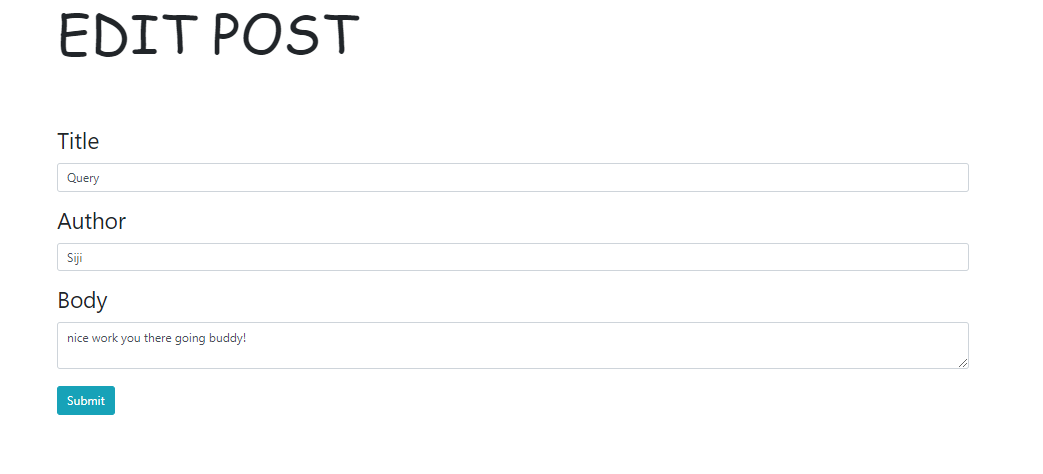 EDIT POST
Title
Query
Author
Siji
Body
nice work you there going buddy!
Submit